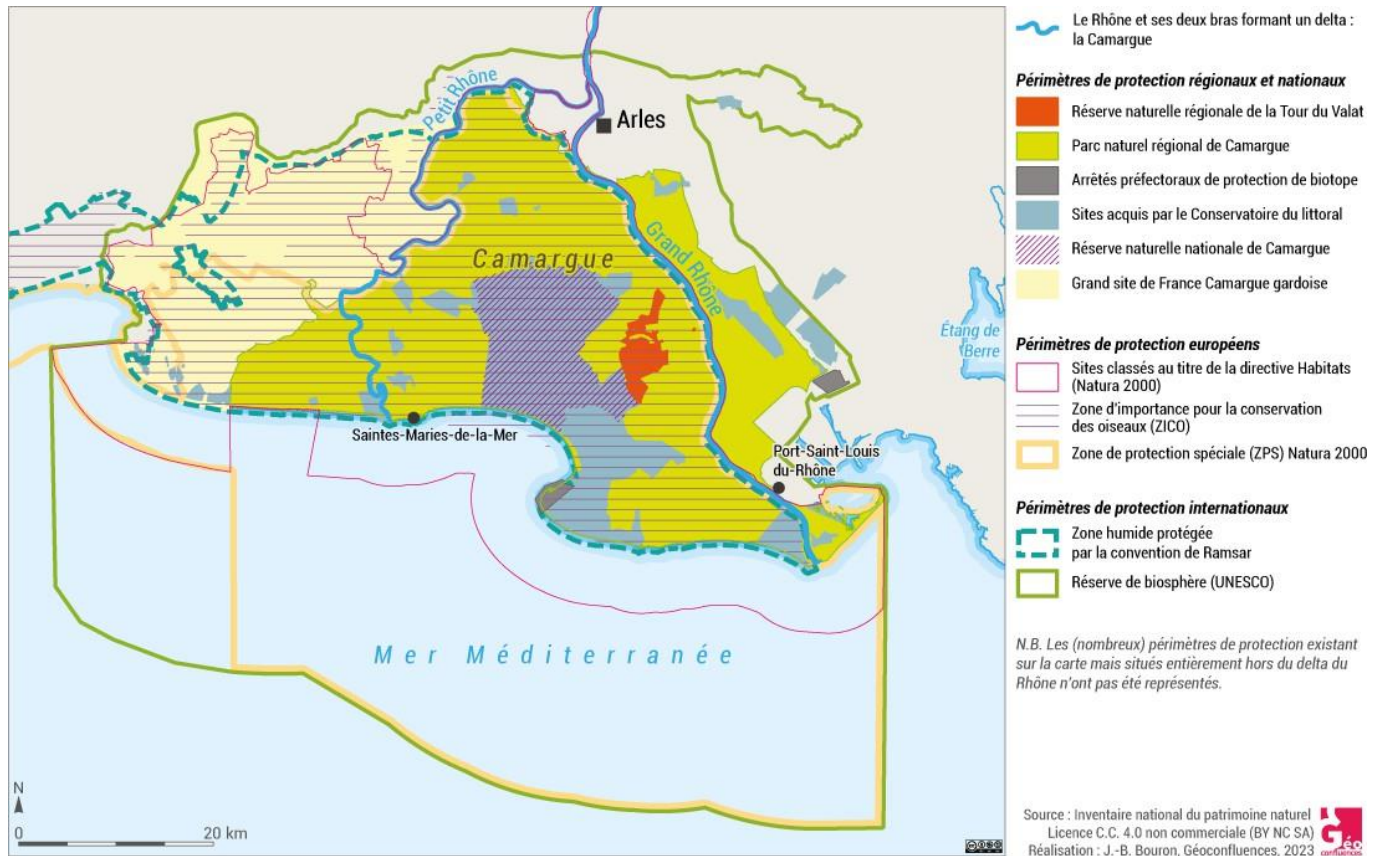 Petit Rhône
Arles
Camargue
Grand Rhône
Étang de
Berre
Saintes-Maries-de-la-Mer
Port-Saint-Louis
du-Rhône
Mer Méditerranée
N
0
20 km
Le Rhône et ses deux bras formant un delta :
la Camargue
Périmètres de protection régionaux et nationaux
Réserve naturelle régionale de la Tour du Valat
Parc naturel régional de Camargue
Arrêtés préfectoraux de protection de biotope
Sites acquis par le Conservatoire du littoral
Réserve naturelle nationale de Camargue
Grand site de France Camargue gardoise
Périmètres de protection européens
Sites classés au titre de la directive Habitats
(Natura 2000)
Zone d'importance pour la conservation
des oiseaux (ZICO)
Zone de protection spéciale (ZPS) Natura 2000
Périmètres de protection internationaux
Zone humide protégée
par la convention de Ramsar
Réserve de biosphère (UNESCO)
N.B. Les (nombreux) périmètres de protection existant
sur la carte mais situés entièrement hors du delta du
Rhône n'ont pas été représentés.
Source : Inventaire national du patrimoine naturel
Licence C.C. 4.0 non commerciale (BY NC SA)
Réalisation : J.-B. Bouron, Géoconfluences, 2023
Géo
confluences